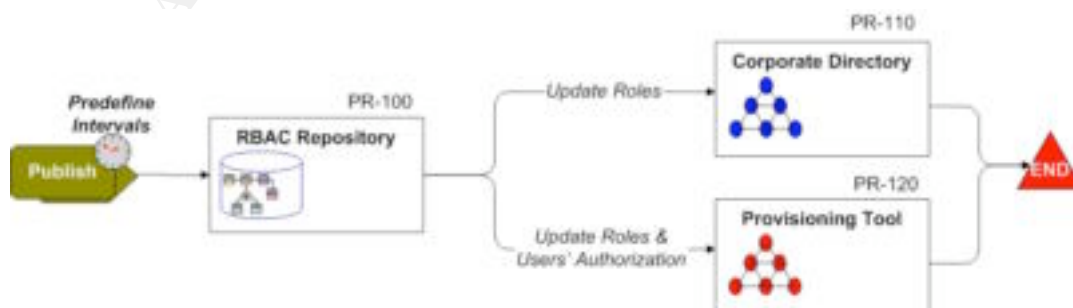 Predefine
Intervals
Publish
PR-100
RBAC Repository
Update Roles
PR-110
Corporate Directory
Update Roles &
Users' Authorization
PR-120
Provisioning Tool
END